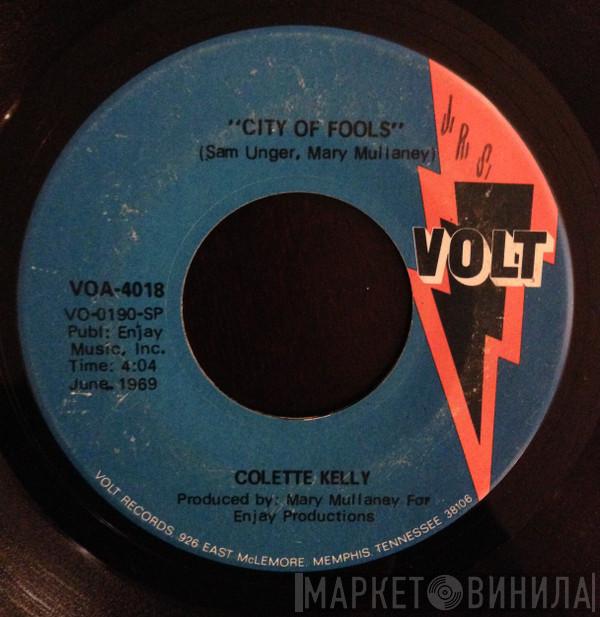 "CITY OF FOOLS"
(Sam Unger, Mary Mullaney)
J.R.S.
VOLT
VOA-4018
VO-0190-SP
Publ: Enjay
Music, Inc.
Time: 4:04
June, 1969
COLETTE KELLY
Produced by: Mary Mullaney For
Enjay Productions
VOLT RECORDS, 926 EAST McLEMORE, MEMPHIS, TENNESSEE 38106
МАРКЕТ ВИНИЛА